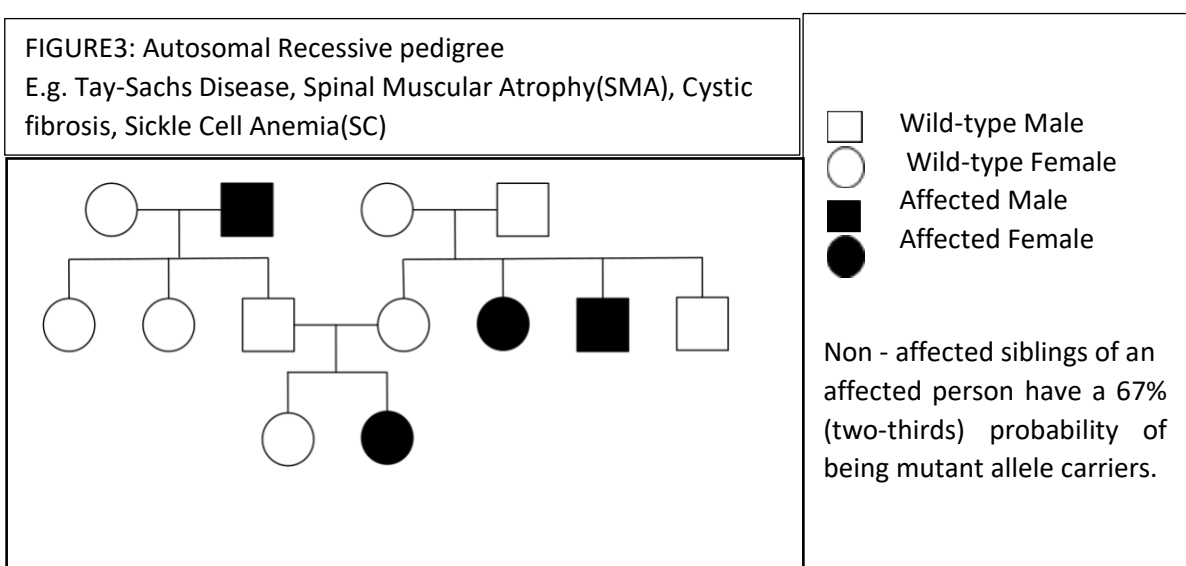 FIGURE3: Autosomal Recessive pedigree
E.g. Tay-Sachs Disease, Spinal Muscular Atrophy(SMA), Cystic
fibrosis, Sickle Cell Anemia(SC)
Wild-type Male
Wild-type Female
Affected Male
Affected Female
Non - affected siblings of an
affected person have a 67%
(two-thirds) probability of
being mutant allele carriers.